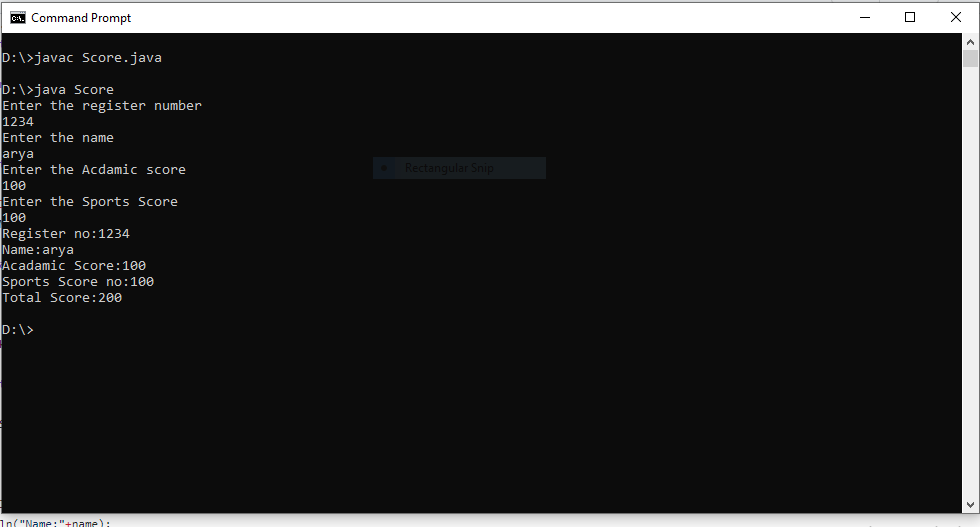 Command Prompt
D:\>javac Score.java
D:\>java Score
Enter the register number
1234
Enter the name
arya
Enter the Acdamic score
100
Rectangular Snip
Enter the Sports Score
100
Register no:1234
Name:arya
Acadamic Score:100
Sports Score no:100
Total Score:200
D:\>
ln("Name:"+name);